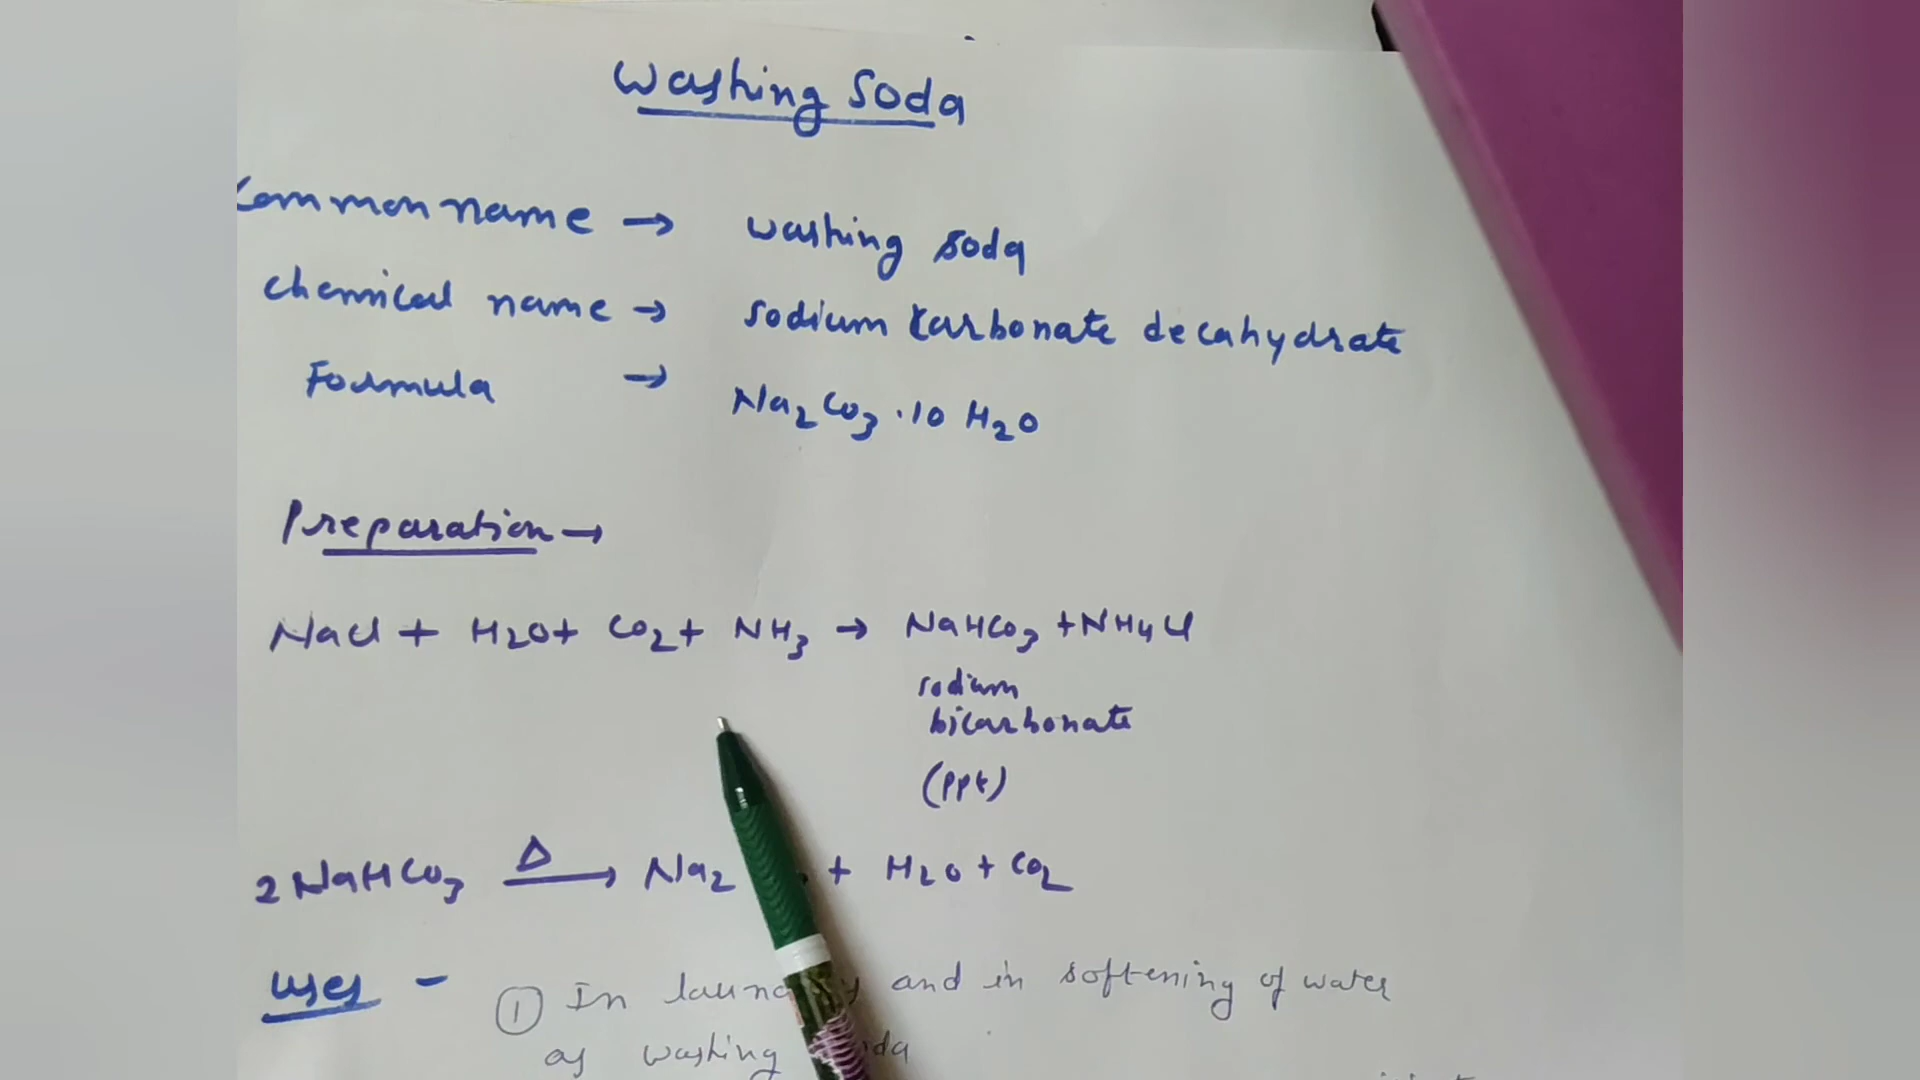 Washing Soda
Common name → washing soda
chemical name → sodium carbonate decahydrate
Formula → Na2CO3 . 10 H2O
Preparation →
NaCl + H2O + CO2 + NH3 → NaHCO3 + NH4Cl
sodium
bicarbonate
(ppt)
2NaHCO3 Δ→ Na2 + H2O + CO2
Uses - ① In and in softening of water
as washing